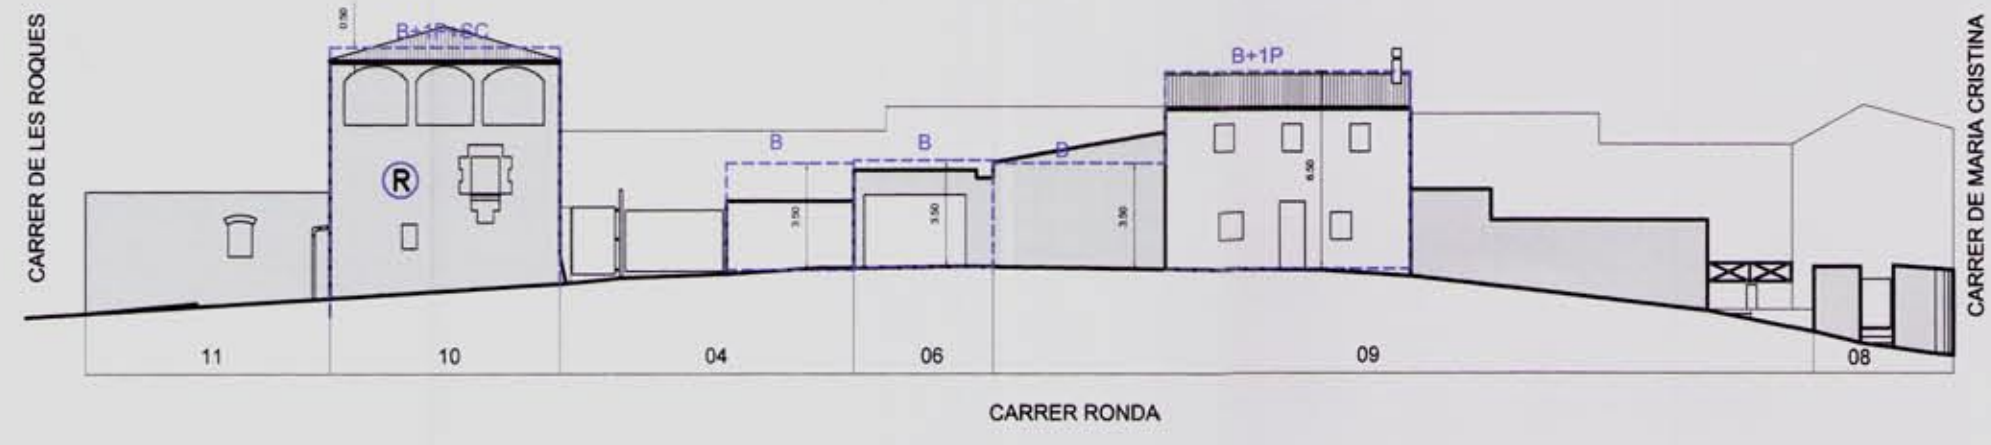 CARRER DE LES ROQUES
0.50
B+1P+SC
B+1P
B
B
B
R
3.50
3.50
3.50
6.50
11
10
04
06
09
08
CARRER RONDA
CARRER DE MARIA CRISTINA